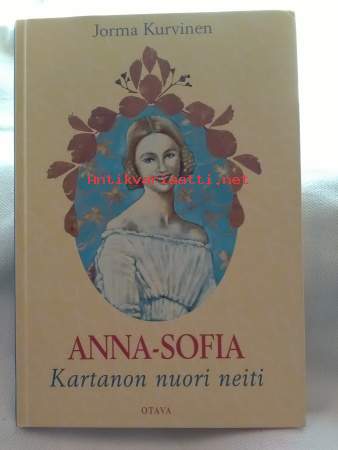 Jorma Kurvinen
Antikvariaatti.net
ANNA-SOFIA
Kartanon nuori neiti
OTAVA